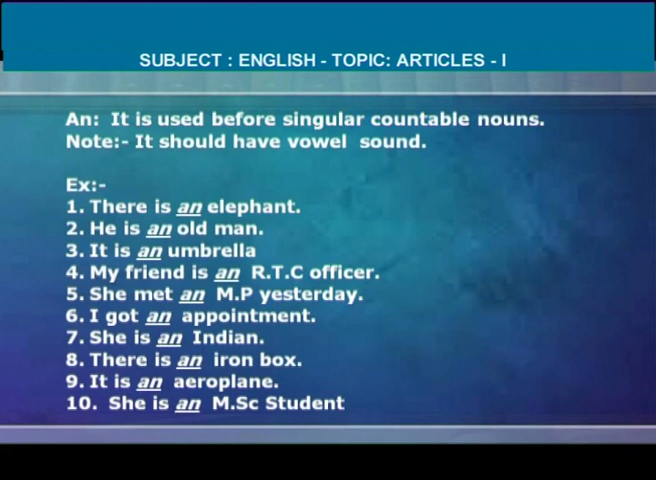 SUBJECT : ENGLISH - TOPIC: ARTICLES - I
An: It is used before singular countable nouns.
Note:- It should have vowel sound.
Ex:-
1. There is an elephant.
2. He is an old man.
3. It is an umbrella
4. My friend is an R.T.C officer.
5. She met an M.P yesterday.
6. I got an appointment.
7. She is an Indian.
8. There is an iron box.
9. It is an aeroplane.
10. She is an M.Sc Student